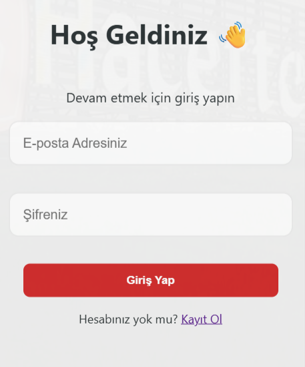 Hoş Geldiniz 👋
Devam etmek için giriş yapın
E-posta Adresiniz
Şifreniz
Giriş Yap
Hesabınız yok mu? Kayıt Ol